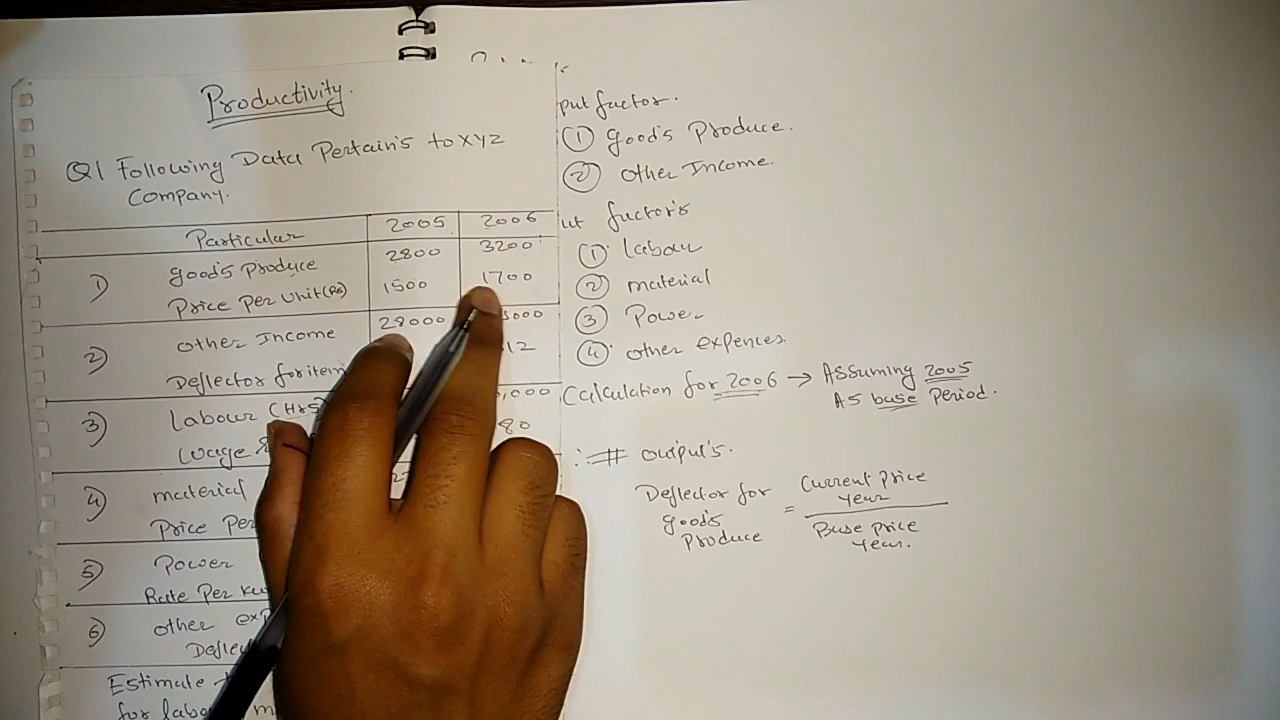 Productivity.
Q1 Following Data Pertain's to XYZ
Company.
Particular 2005 2006
1) good's Produce 2800 3200
Price Per Unit (Rs) 1500 1700
2) other Income 28000
Deflector for item 12
3) Labour (Hrs)
wage
4) material
Price Per
5) Power
Rate Per
6) other
Estimate
for
put factor.
① good's Produce.
② other Income.
ut factor's
① labour
② material
③ Power
④ other expences.
Calculation for 2006 → Assuming 2005
AS base Period.
∴ # output's.
Deflector for
good's
Produce
=
Current Price
year
Base Price
year.